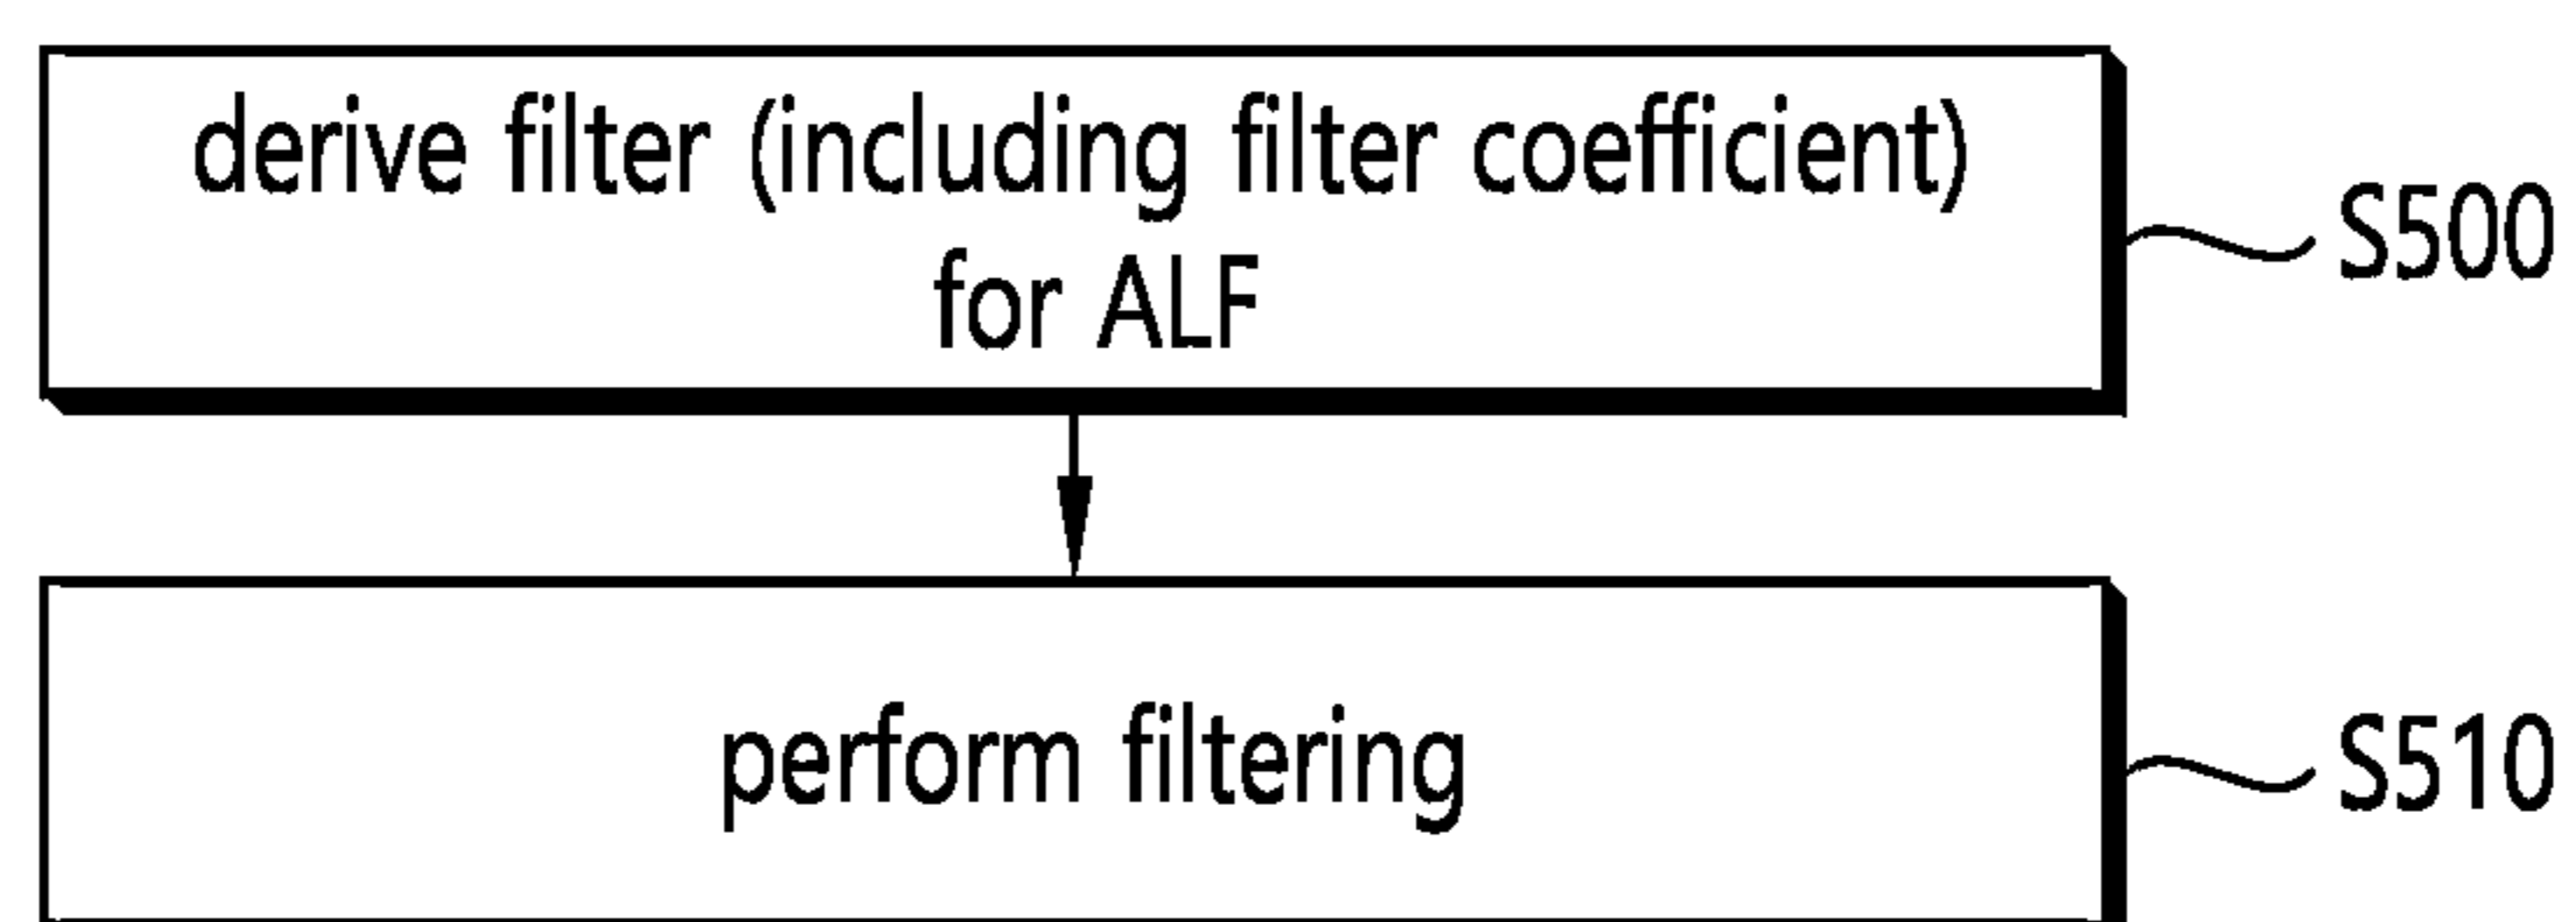 derive filter (including filter coefficient)
for ALF
S500
perform filtering
S510